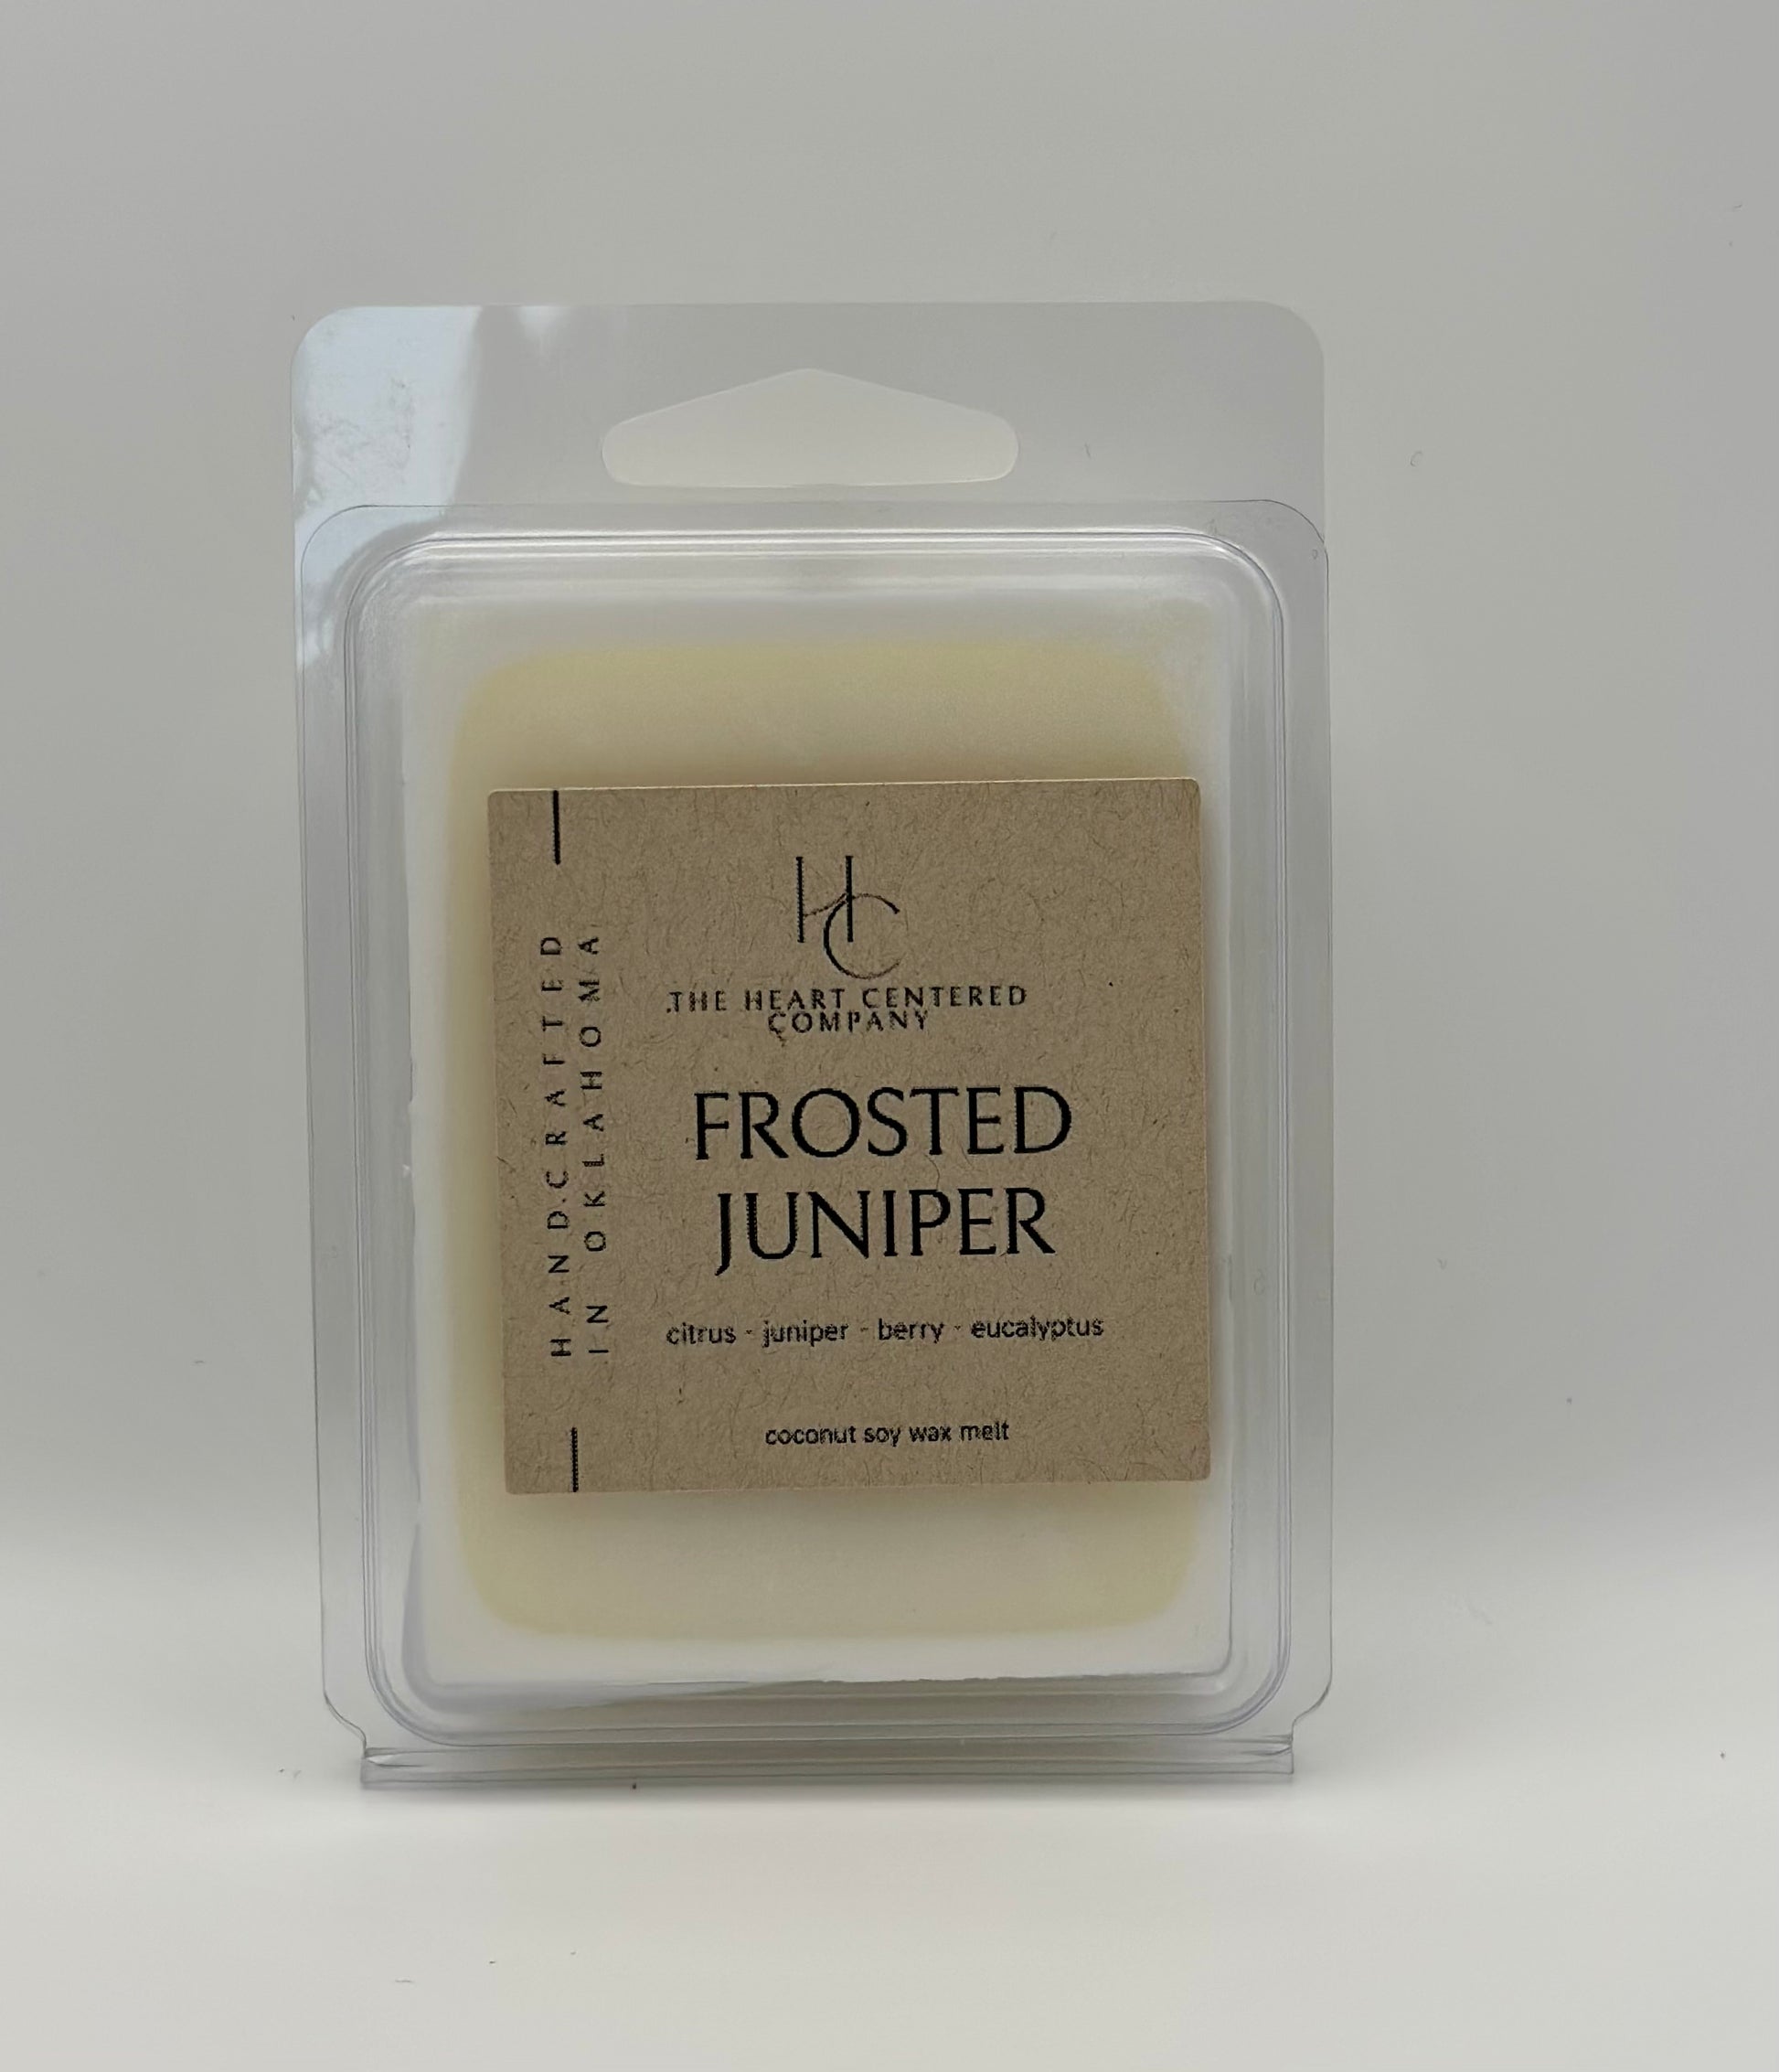 HC
THE HEART CENTERED
COMPANY
FROSTED
JUNIPER
citrus - juniper - berry - eucalyptus
coconut soy wax melt
HANDCRAFTED
IN OKLAHOMA